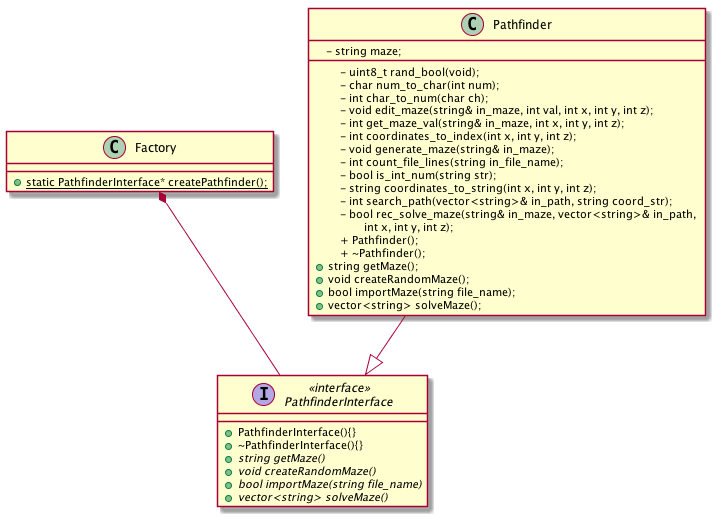 C Pathfinder
- string maze;
- uint8_t rand_bool(void);
- char num_to_char(int num);
- int char_to_num(char ch);
- void edit_maze(string& in_maze, int val, int x, int y, int z);
- int get_maze_val(string& in_maze, int x, int y, int z);
- int coordinates_to_index(int x, int y, int z);
- void generate_maze(string& in_maze);
- int count_file_lines(string in_file_name);
- bool is_int_num(string str);
- string coordinates_to_string(int x, int y, int z);
- int search_path(vector<string>& in_path, string coord_str);
- bool rec_solve_maze(string& in_maze, vector<string>& in_path,
int x, int y, int z);
+ Pathfinder();
+ ~Pathfinder();
string getMaze();
void createRandomMaze();
bool importMaze(string file_name);
vector<string> solveMaze();
C Factory
static PathfinderInterface* createPathfinder();
I «interface»
PathfinderInterface
PathfinderInterface(){}
~PathfinderInterface(){}
string getMaze()
void createRandomMaze()
bool importMaze(string file_name)
vector<string> solveMaze()